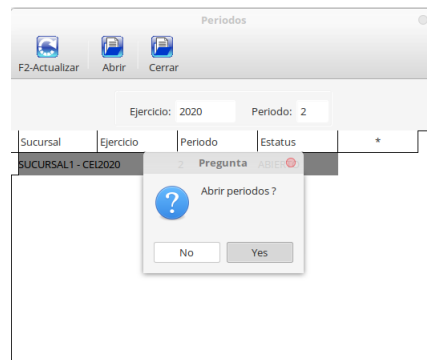 Periodos
F2-Actualizar Abrir Cerrar
Ejercicio: 2020 Periodo: 2
Sucursal Ejercicio Periodo Estatus *
SUCURSAL1 - CEI2020 2
Pregunta
Abrir periodos ?
No Yes